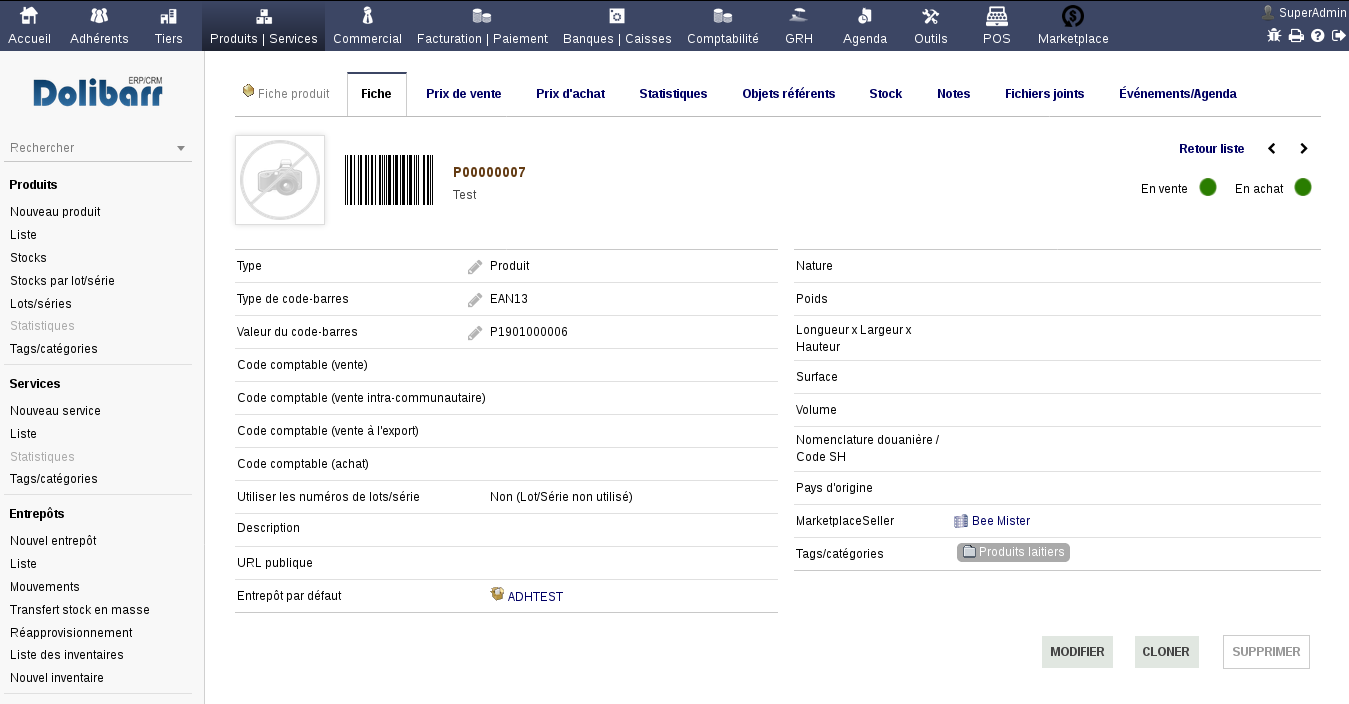 Accueil
Adhérents
Tiers
Produits | Services
Commercial
Facturation | Paiement
Banques | Caisses
Comptabilité
GRH
Agenda
Outils
POS
Marketplace
SuperAdmin
Dolibarr
ERP/CRM
Rechercher
Produits
Nouveau produit
Liste
Stocks
Stocks par lot/série
Lots/séries
Statistiques
Tags/catégories
Services
Nouveau service
Liste
Statistiques
Tags/catégories
Entrepôts
Nouvel entrepôt
Liste
Mouvements
Transfert stock en masse
Réapprovisionnement
Liste des inventaires
Nouvel inventaire
Fiche produit
Fiche
Prix de vente
Prix d'achat
Statistiques
Objets référents
Stock
Notes
Fichiers joints
Événements/Agenda
P00000007
Test
Retour liste
En vente
En achat
Type Produit
Type de code-barres EAN13
Valeur du code-barres P1901000006
Code comptable (vente)
Code comptable (vente intra-communautaire)
Code comptable (vente à l'export)
Code comptable (achat)
Utiliser les numéros de lots/série Non (Lot/Série non utilisé)
Description
URL publique
Entrepôt par défaut ADHTEST
Nature
Poids
Longueur x Largeur x
Hauteur
Surface
Volume
Nomenclature douanière /
Code SH
Pays d'origine
MarketplaceSeller Bee Mister
Tags/catégories Produits laitiers
MODIFIER
CLONER
SUPPRIMER